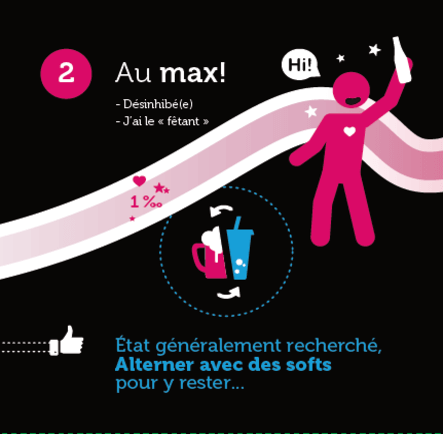 Hi!
2
Au max!
- Désinhibé(e)
- J'ai le « fêtant »
1 ‰
État généralement recherché,
Alterner avec des softs
pour y rester...